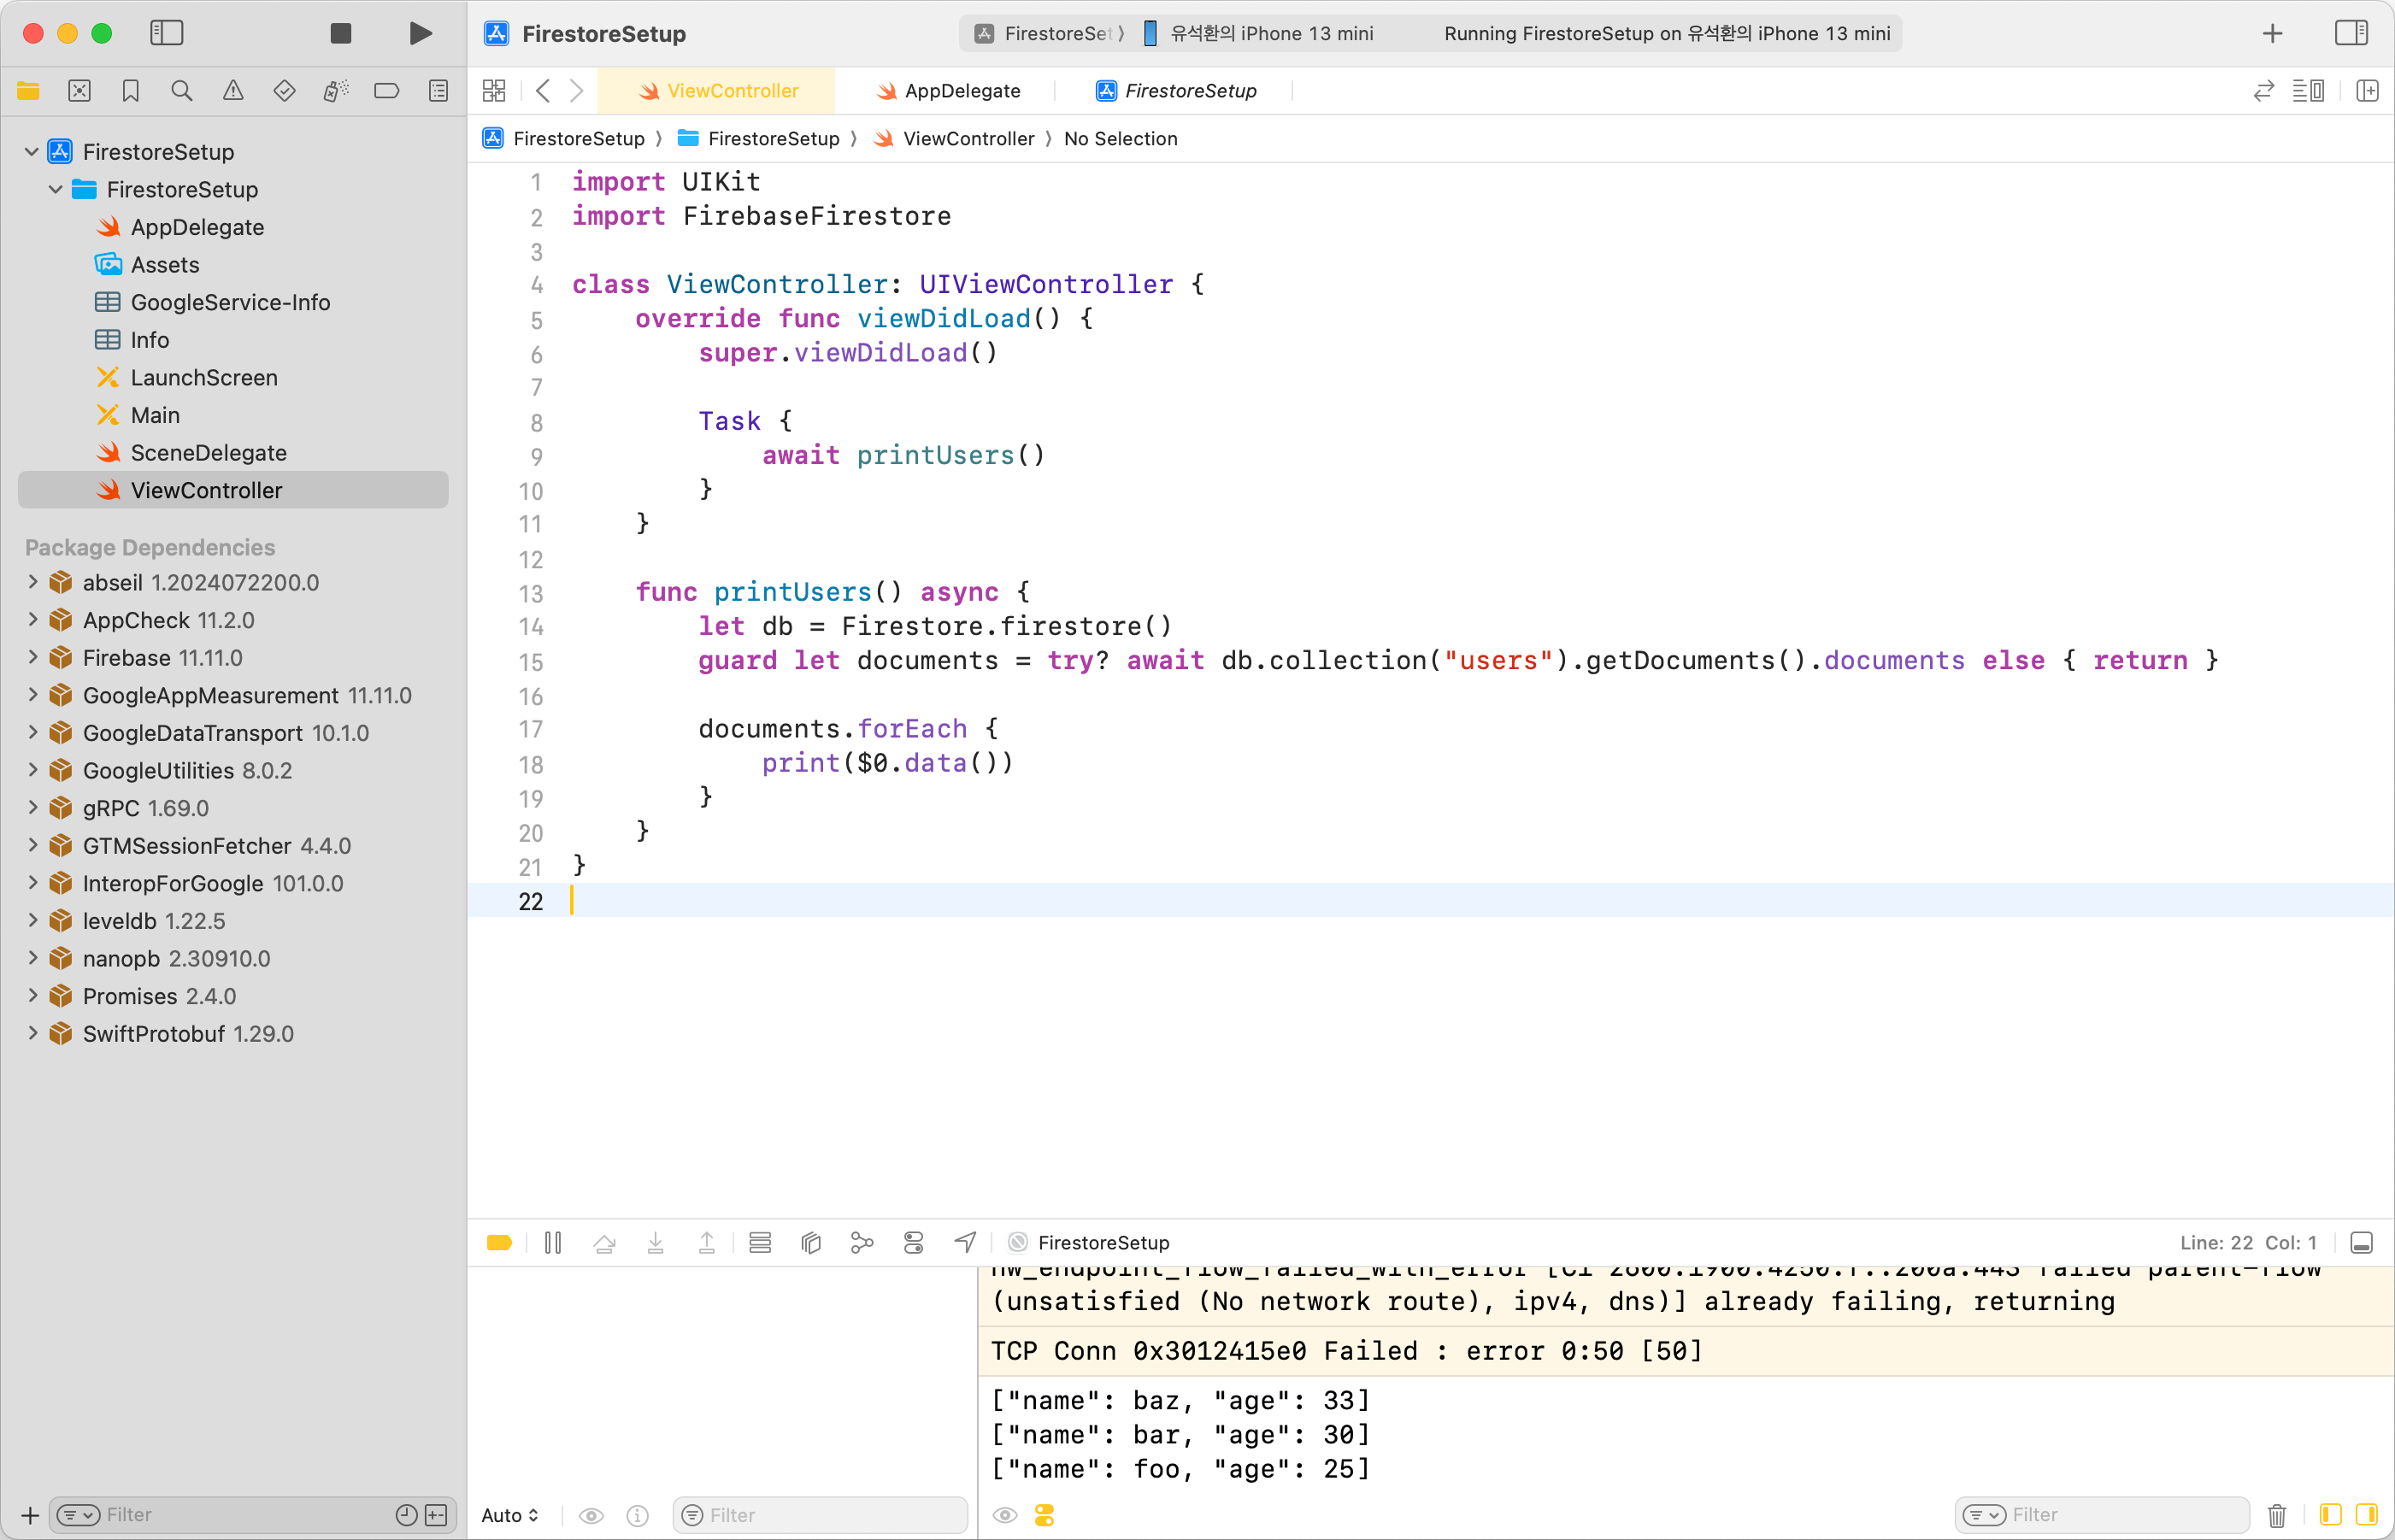 FirestoreSetup
FirestoreSet 유석환의 iPhone 13 mini
Running FirestoreSetup on 유석환의 iPhone 13 mini
ViewController
AppDelegate
FirestoreSetup
FirestoreSetup FirestoreSetup ViewController No Selection
FirestoreSetup
FirestoreSetup
AppDelegate
Assets
GoogleService-Info
Info
LaunchScreen
Main
SceneDelegate
ViewController
Package Dependencies
abseil 1.2024072200.0
AppCheck 11.2.0
Firebase 11.11.0
GoogleAppMeasurement 11.11.0
GoogleDataTransport 10.1.0
GoogleUtilities 8.0.2
gRPC 1.69.0
GTMSessionFetcher 4.4.0
InteropForGoogle 101.0.0
leveldb 1.22.5
nanopb 2.30910.0
Promises 2.4.0
SwiftProtobuf 1.29.0
Filter
1 import UIKit
2 import FirebaseFirestore
3
4 class ViewController: UIViewController {
5 override func viewDidLoad() {
6 super.viewDidLoad()
7
8 Task {
9 await printUsers()
10 }
11 }
12
13 func printUsers() async {
14 let db = Firestore.firestore()
15 guard let documents = try? await db.collection("users").getDocuments().documents else { return }
16
17 documents.forEach {
18 print($0.data())
19 }
20 }
21 }
22
FirestoreSetup
Line: 22 Col: 1
nw_endpoint_flow_failed_with_error [C1 2600:1900:4250:f::200a.443 failed parent-flow
(unsatisfied (No network route), ipv4, dns)] already failing, returning
TCP Conn 0x3012415e0 Failed : error 0:50 [50]
["name": baz, "age": 33]
["name": bar, "age": 30]
["name": foo, "age": 25]
Auto
Filter
Filter